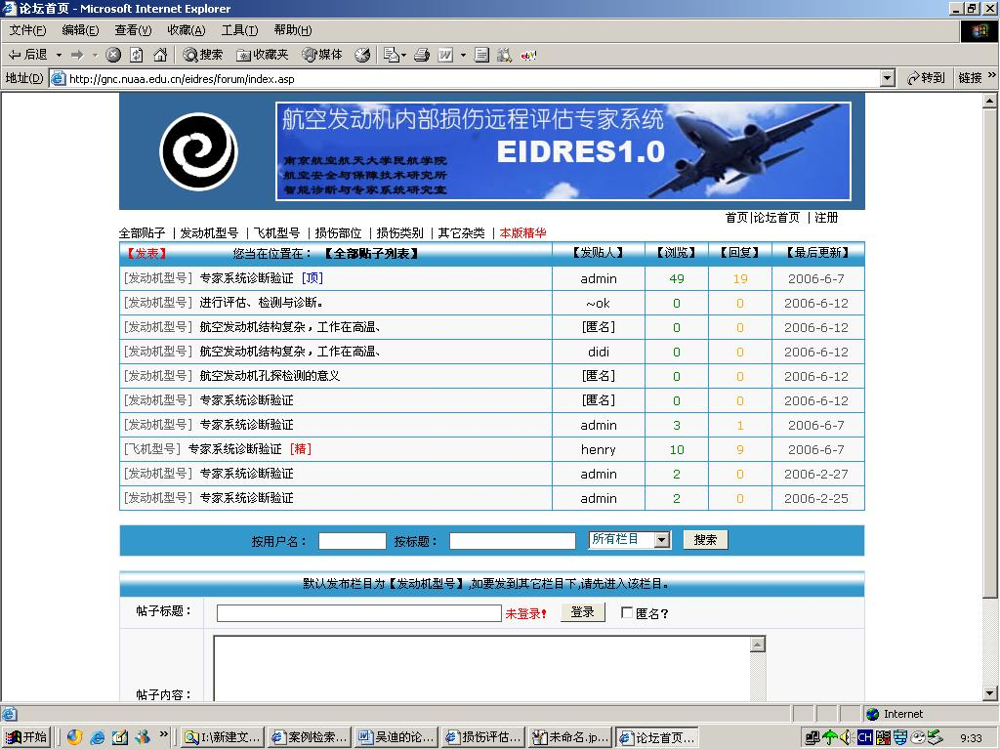 论坛首页 - Microsoft Internet Explorer
文件(F) 编辑(E) 查看(V) 收藏(A) 工具(T) 帮助(H)
后退 搜索 收藏夹 媒体
地址(D) http://gnc.nuaa.edu.cn/eidres/forum/index.asp 转到 链接 »
航空发动机内部损伤远程评估专家系统
EIDRES1.0
南京航空航天大学民航学院
航空安全与保障技术研究所
智能诊断与专家系统研究室
首页|论坛首页 | 注册
全部贴子 | 发动机型号 | 飞机型号 | 损伤部位 | 损伤类别 | 其它杂类 | 本版精华
【发表】 您当在位置在： 【全部贴子列表】 【发贴人】 【浏览】 【回复】 【最后更新】
[发动机型号] 专家系统诊断验证 [顶] admin 49 19 2006-6-7
[发动机型号] 进行评估、检测与诊断。 ~ok 0 0 2006-6-12
[发动机型号] 航空发动机结构复杂，工作在高温、 [匿名] 0 0 2006-6-12
[发动机型号] 航空发动机结构复杂，工作在高温、 didi 0 0 2006-6-12
[发动机型号] 航空发动机孔探检测的意义 [匿名] 0 0 2006-6-12
[发动机型号] 专家系统诊断验证 [匿名] 0 0 2006-6-12
[发动机型号] 专家系统诊断验证 admin 3 1 2006-6-7
[飞机型号] 专家系统诊断验证 [精] henry 10 9 2006-6-7
[发动机型号] 专家系统诊断验证 admin 2 0 2006-2-27
[发动机型号] 专家系统诊断验证 admin 2 0 2006-2-25
按用户名： 按标题： 所有栏目 搜索
默认发布栏目为【发动机型号】,如要发到其它栏目下,请先进入该栏目。
帖子标题： 未登录! 登录 匿名?
帖子内容：
Internet
开始 » I:\新建文... 案例检索... 吴迪的论... 损伤评估... 未命名.jp... 论坛首页... CH 9:33